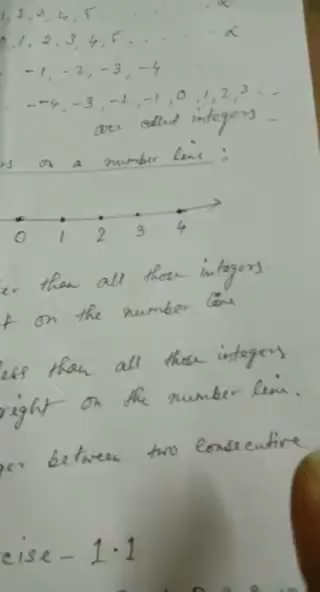 1, 2, 3, 4, 5 . . . . . . α
0, 1, 2, 3, 4, 5 . . . . . . α
-1, -2, -3, -4
-4, -3, -2, -1, 0, 1, 2, 3 . .
are called integers -
on a number line :
0 1 2 3 4
than all those integers
on the number line
less than all those integers
right on the number line.
between two consecutive
cise - 1.1